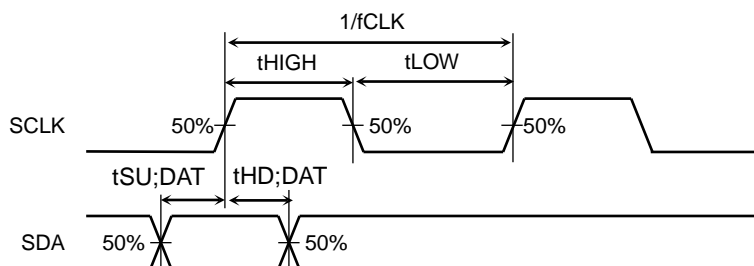 1/fCLK
tHIGH tLOW
SCLK 50% 50% 50%
tSU;DAT tHD;DAT
SDA 50% 50%